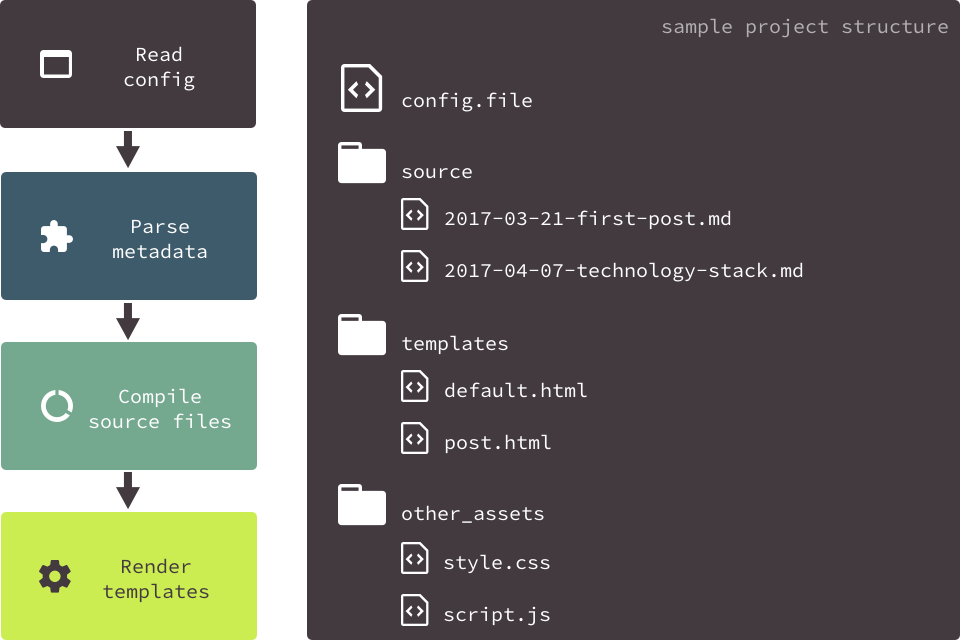 Read
config
Parse
metadata
Compile
source files
Render
templates
sample project structure
config.file
source
2017-03-21-first-post.md
2017-04-07-technology-stack.md
templates
default.html
post.html
other_assets
style.css
script.js